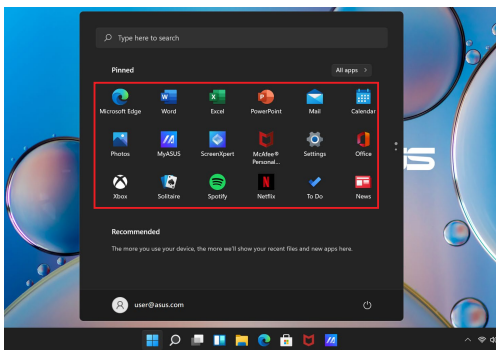 Type here to search
Pinned
All apps >
Microsoft Edge
Word
Excel
PowerPoint
Mail
Calendar
Photos
MyASUS
ScreenXpert
McAfee®
Personal...
Settings
Office
Xbox
Solitaire
Spotify
Netflix
To Do
News
Recommended
The more you use your device, the more we'll show your recent files and new apps here.
user@asus.com